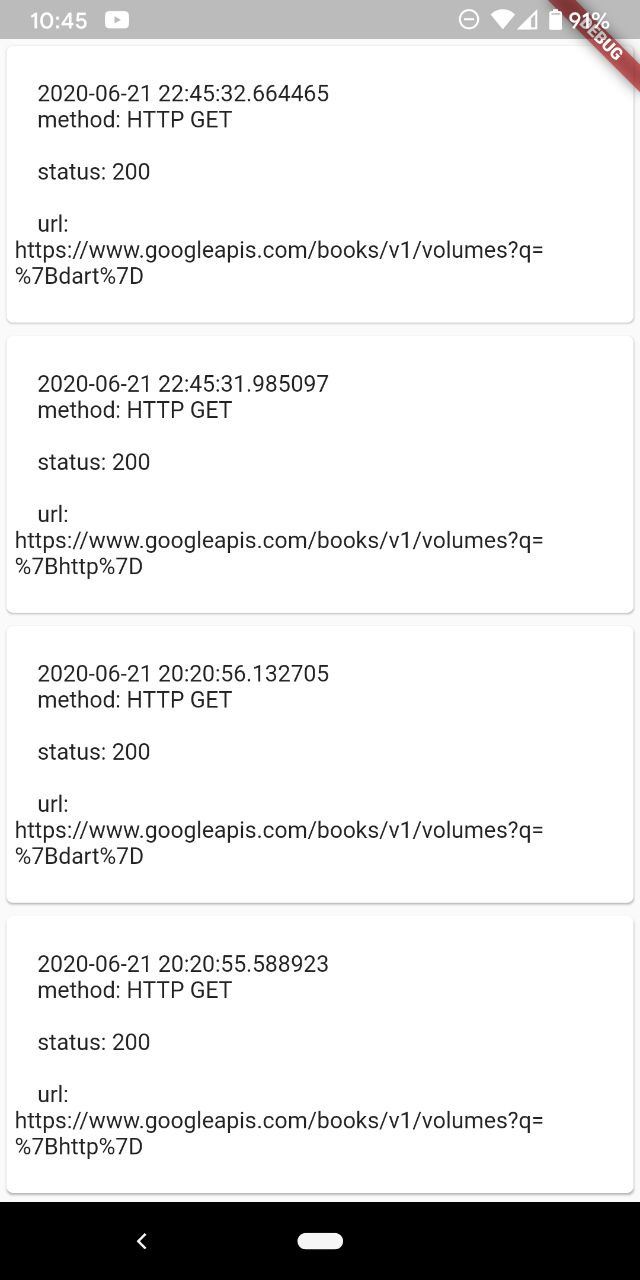 10:45
91%
DEBUG
2020-06-21 22:45:32.664465
method: HTTP GET
status: 200
url:
https://www.googleapis.com/books/v1/volumes?q=
%7Bdart%7D
2020-06-21 22:45:31.985097
method: HTTP GET
status: 200
url:
https://www.googleapis.com/books/v1/volumes?q=
%7Bhttp%7D
2020-06-21 20:20:56.132705
method: HTTP GET
status: 200
url:
https://www.googleapis.com/books/v1/volumes?q=
%7Bdart%7D
2020-06-21 20:20:55.588923
method: HTTP GET
status: 200
url:
https://www.googleapis.com/books/v1/volumes?q=
%7Bhttp%7D